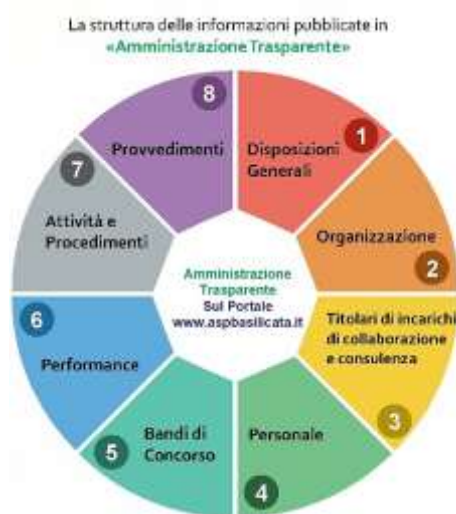 La struttura delle informazioni pubblicate in
«Amministrazione Trasparente»
1
Disposizioni
Generali
Organizzazione
2
Titolari di incarichi
di collaborazione
e consulenza
3
Personale
4
Bandi di
Concorso
5
Performance
6
Attività e
Procedimenti
7
Provvedimenti
8
Amministrazione
Trasparente
Sul Portale
www.aspbasilicata.it